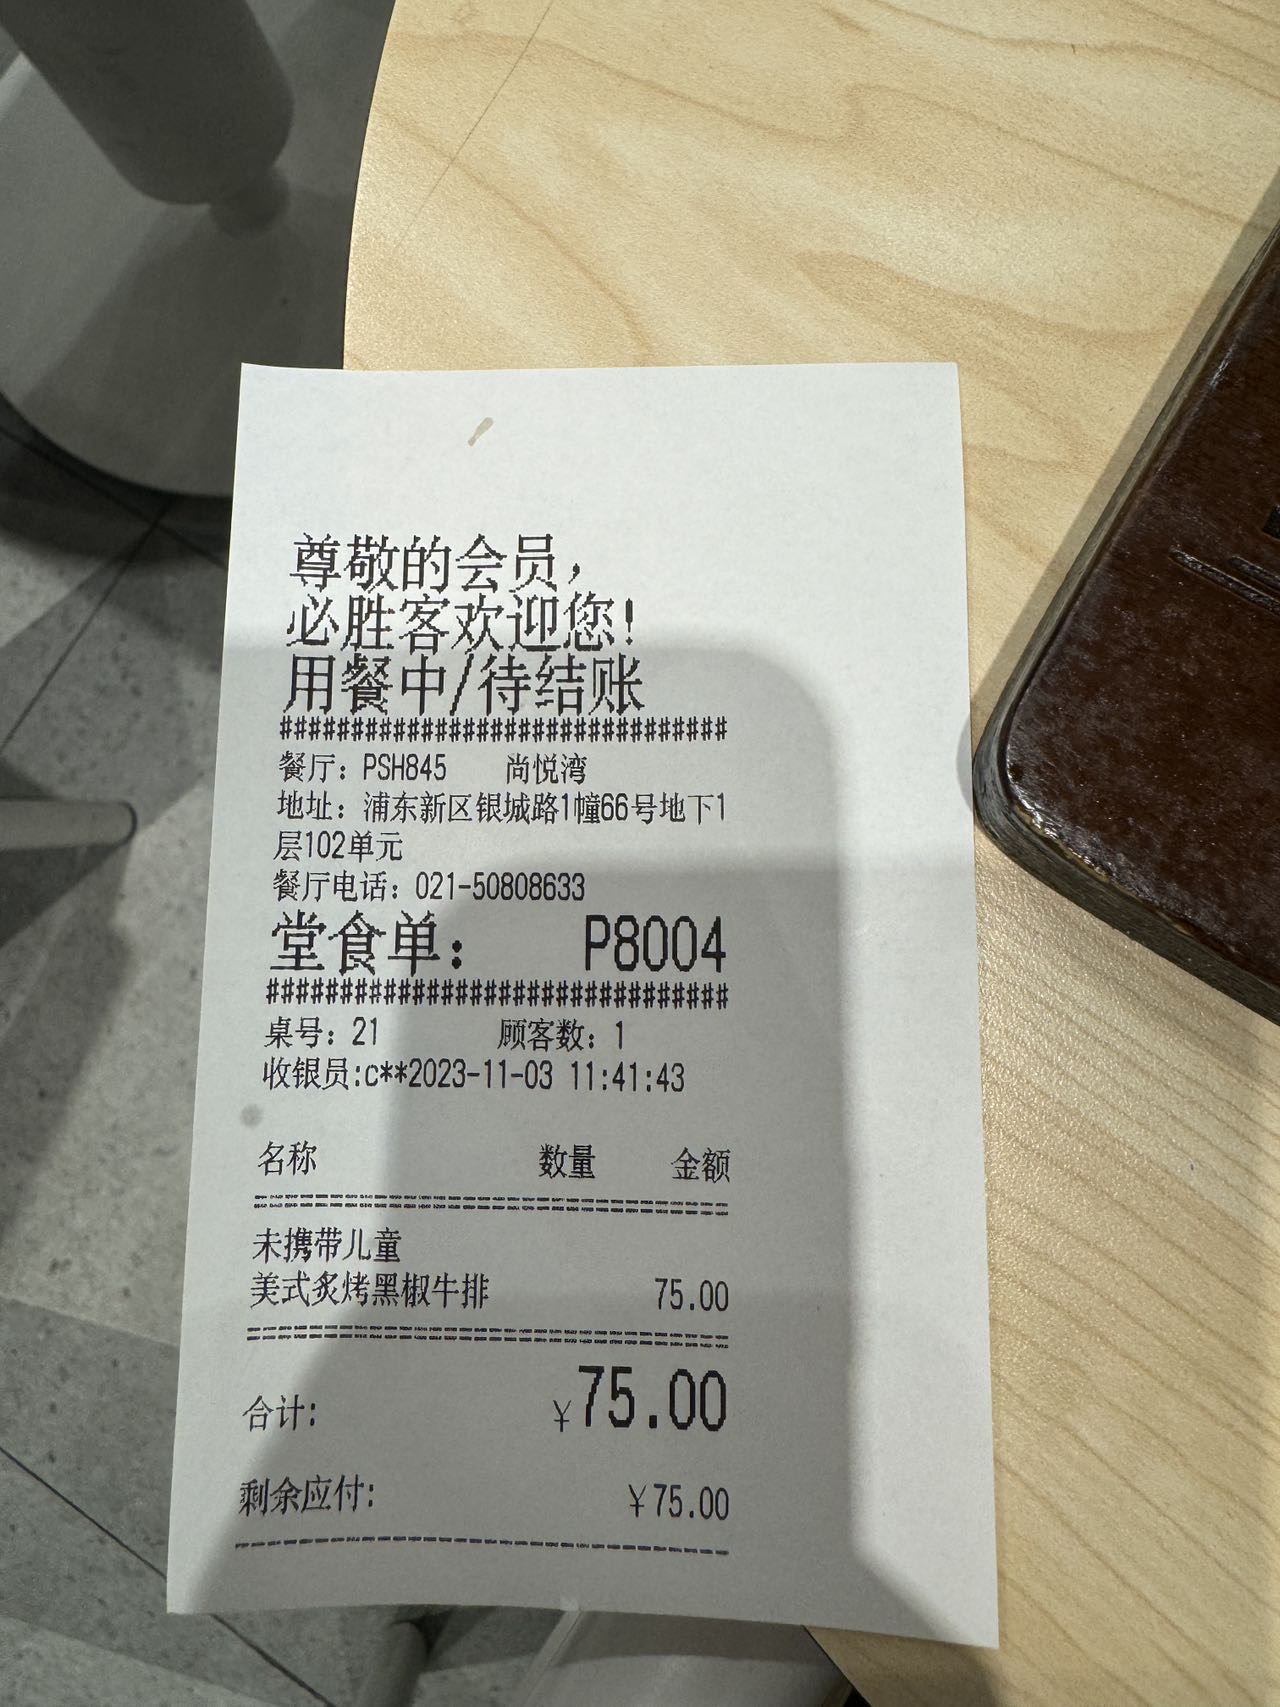 尊敬的会员，
必胜客欢迎您!
用餐中/待结账
################################
餐厅：PSH845 尚悦湾
地址：浦东新区银城路1幢66号地下1
层102单元
餐厅电话：021-50808633
堂食单： P8004
################################
桌号：21 顾客数：1
收银员:c**2023-11-03 11:41:43
名称 数量 金额
未携带儿童
美式炙烤黑椒牛排 75.00
合计: ¥75.00
剩余应付: ¥75.00